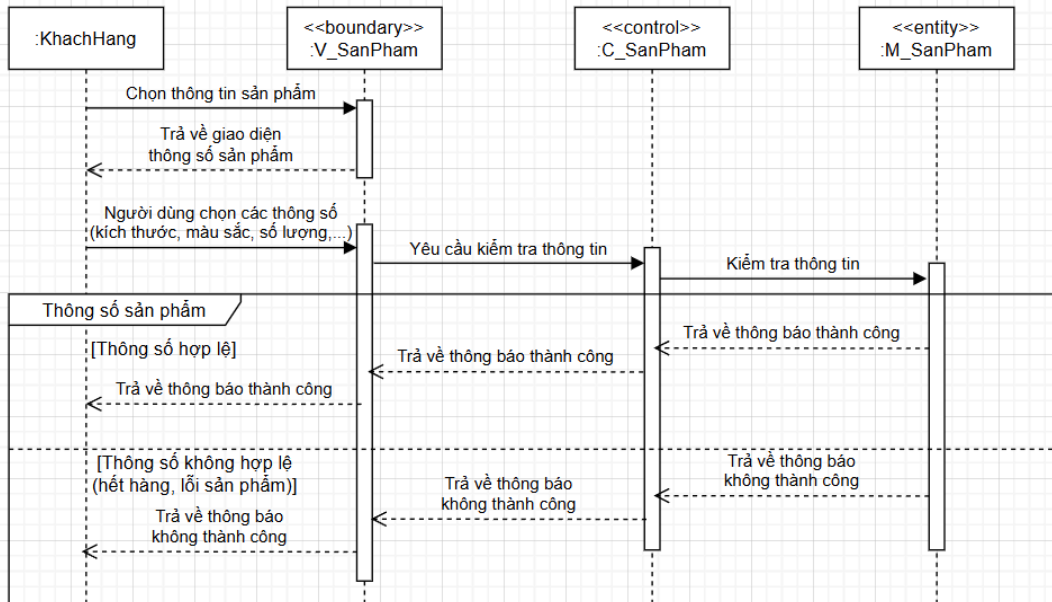 :KhachHang
<<boundary>>
:V_SanPham
<<control>>
:C_SanPham
<<entity>>
:M_SanPham
Chọn thông tin sản phẩm
Trả về giao diện
thông số sản phẩm
Người dùng chọn các thông số
(kích thước, màu sắc, số lượng,...)
Yêu cầu kiểm tra thông tin
Kiểm tra thông tin
Thông số sản phẩm
[Thông số hợp lệ]
Trả về thông báo thành công
Trả về thông báo thành công
Trả về thông báo thành công
[Thông số không hợp lệ
(hết hàng, lỗi sản phẩm)]
Trả về thông báo
không thành công
Trả về thông báo
không thành công
Trả về thông báo
không thành công